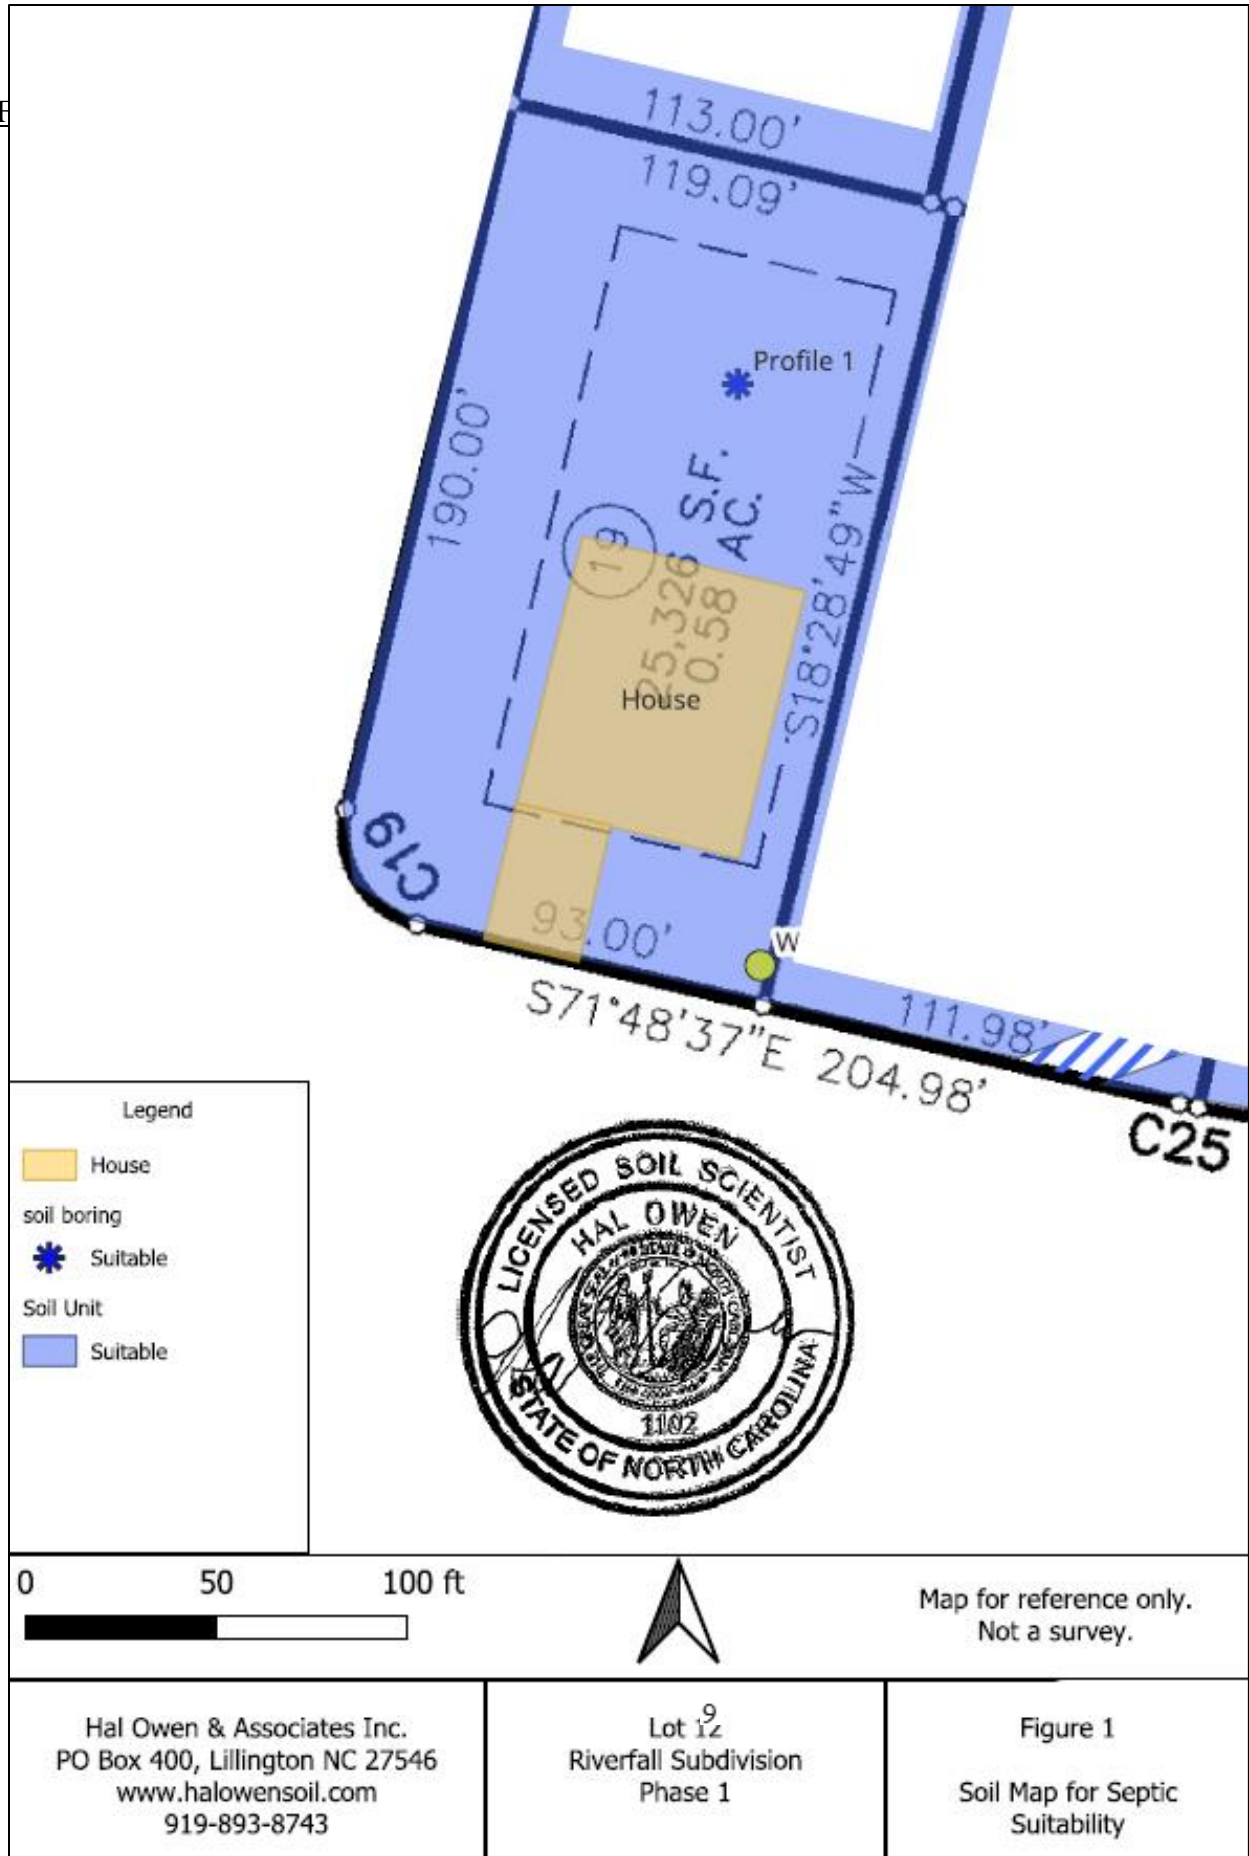 113.00'
119.09'
Profile 1
190.00'
19
25,326 S.F.
0.58 AC.
S18°28'49"W
House
C19
93.00'
W
S71°48'37"E 204.98'
111.98'
C25
Legend
House
soil boring
Suitable
Soil Unit
Suitable
LICENSED SOIL SCIENTIST
HAL OWEN
1102
STATE OF NORTH CAROLINA
0 50 100 ft
Map for reference only.
Not a survey.
Hal Owen & Associates Inc.
PO Box 400, Lillington NC 27546
www.halowensoil.com
919-893-8743
Lot 12 9
Riverfall Subdivision
Phase 1
Figure 1
Soil Map for Septic
Suitability